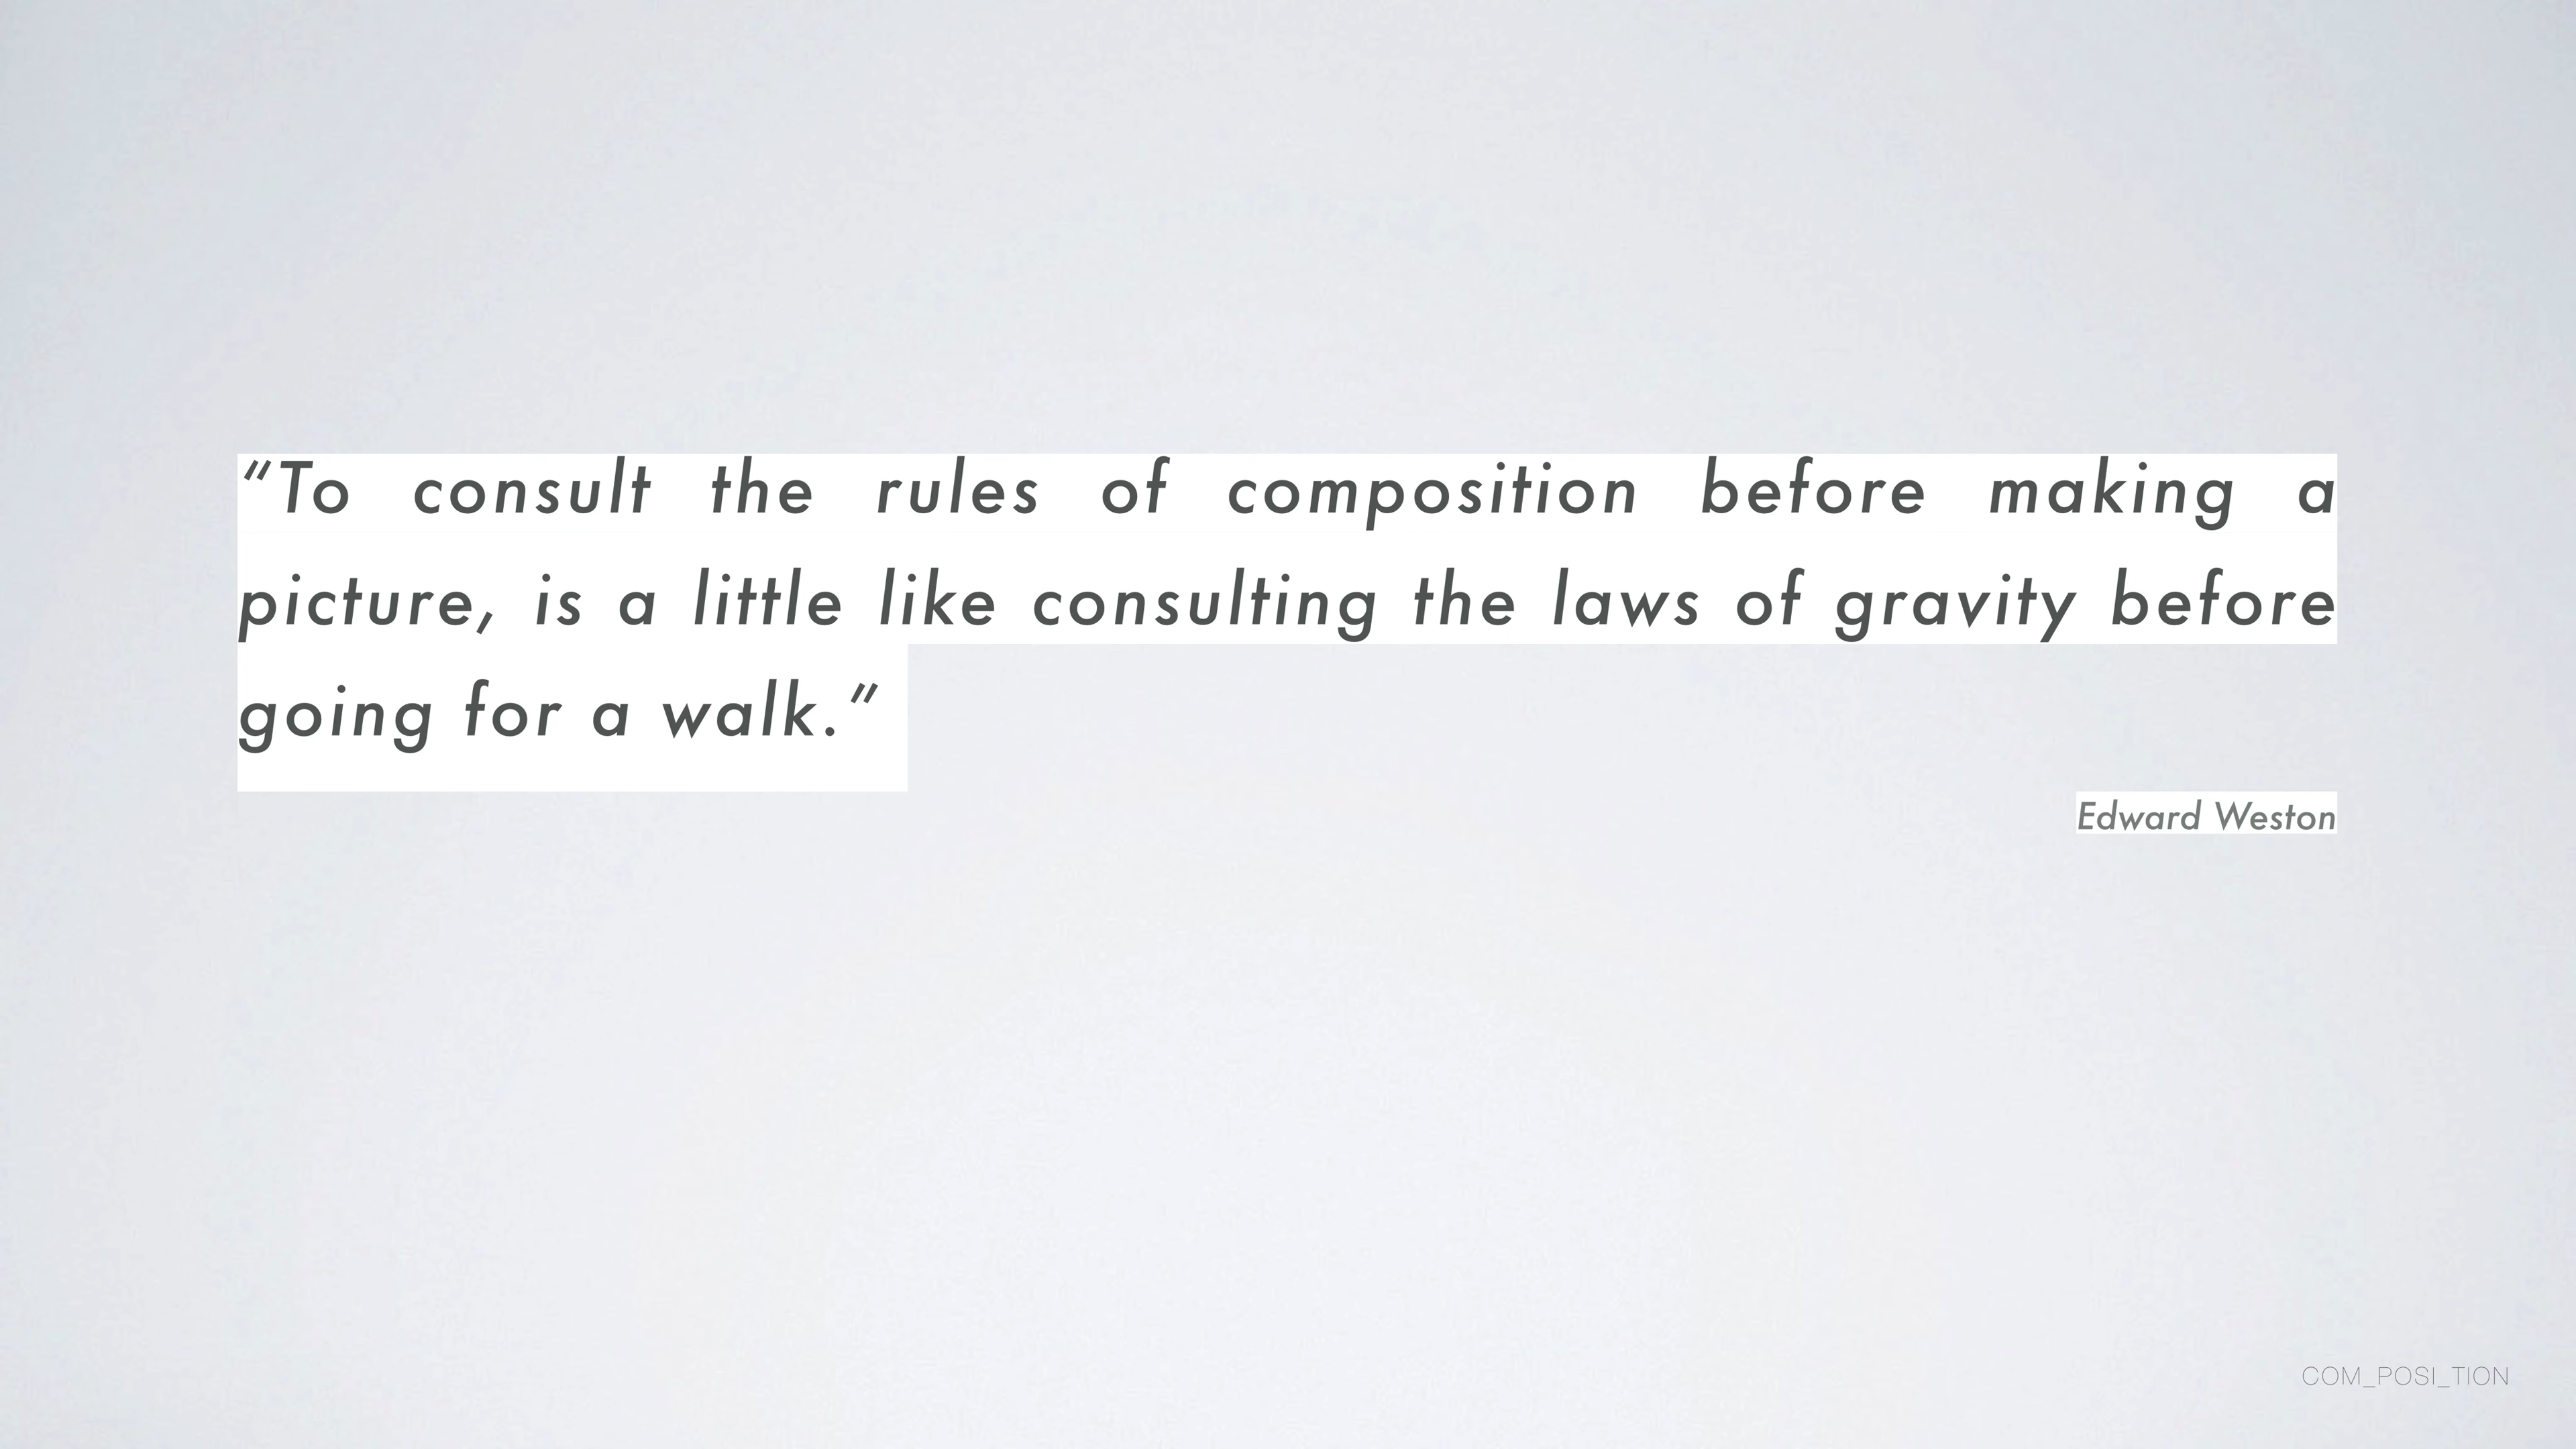 “To consult the rules of composition before making a
picture, is a little like consulting the laws of gravity before
going for a walk.”
Edward Weston
COM_POSI_TION